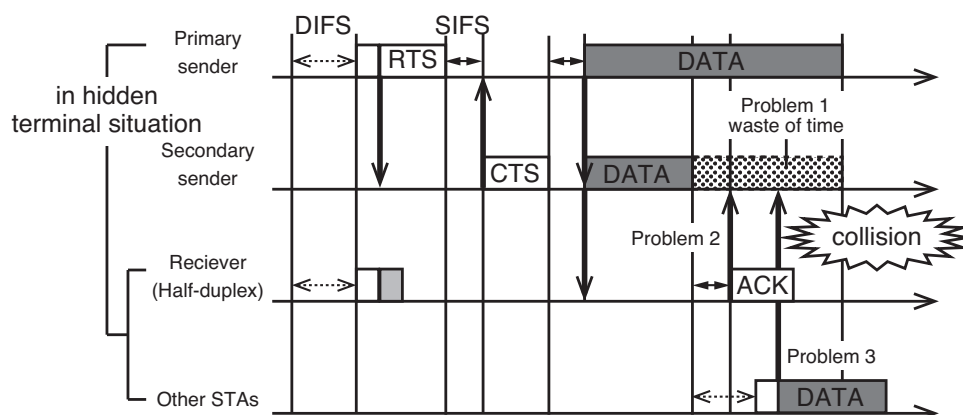 DIFS
SIFS
Primary
sender
RTS
DATA
in hidden
terminal situation
Problem 1
waste of time
Secondary
sender
CTS
DATA
Problem 2
collision
Reciever
(Half-duplex)
ACK
Problem 3
Other STAs
DATA